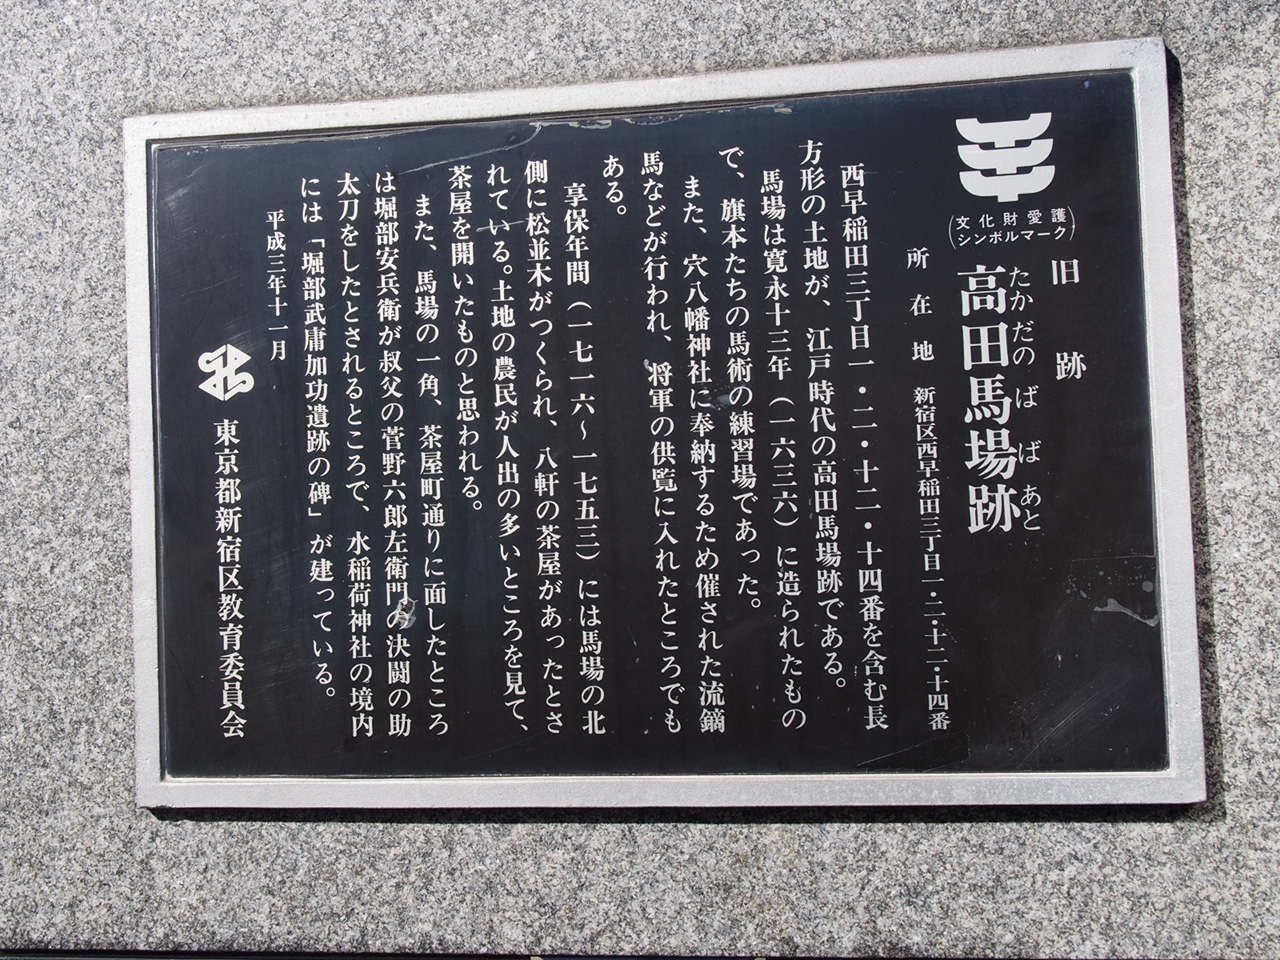 (文化財愛護
シンボルマーク)
旧跡
たかだの ば ば あと
高田馬場跡
所在地 新宿区西早稲田三丁目一・二・十二・十四番
西早稲田三丁目一・二・十二・十四番を含む長
方形の土地が、江戸時代の高田馬場跡である。
馬場は寛永十三年(一六三六)に造られたもの
で、旗本たちの馬術の練習場であった。
また、穴八幡神社に奉納するため催された流鏑
馬などが行われ、将軍の供覧に入れたところでも
ある。
享保年間(一七一六〜一七五三)には馬場の北
側に松並木がつくられ、八軒の茶屋があったとさ
れている。土地の農民が人出の多いところを見て、
茶屋を開いたものと思われる。
また、馬場の一角、茶屋町通りに面したところ
は堀部安兵衛が叔父の菅野六郎左衛門の決闘の助
太刀をしたとされるところで、水稲荷神社の境内
には「堀部武庸加功遺跡の碑」が建っている。
平成三年十一月
東京都新宿区教育委員会